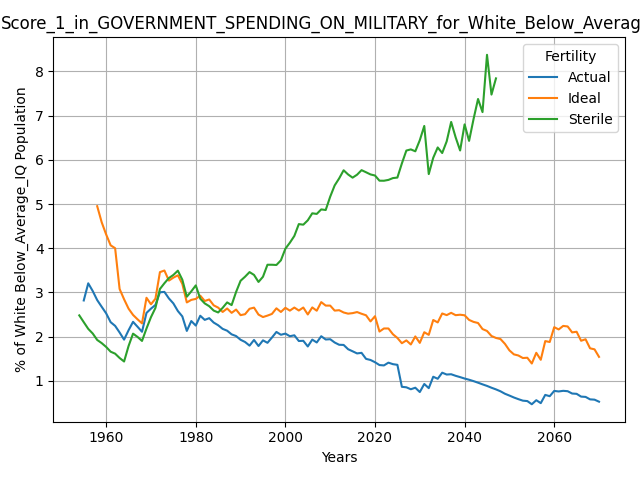 Score_1_in_GOVERNMENT_SPENDING_ON_MILITARY_for_White_Below_Averag
Fertility
Actual
Ideal
Sterile
% of White Below_Average_IQ Population
8
7
6
5
4
3
2
1
1960 1980 2000 2020 2040 2060
Years